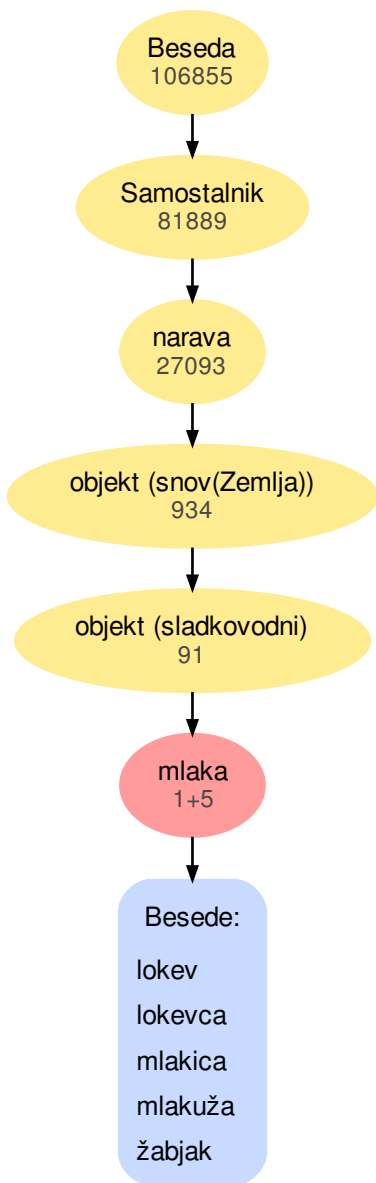 Beseda
106855
Samostalnik
81889
narava
27093
objekt (snov(Zemlja))
934
objekt (sladkovodni)
91
mlaka
1+5
Besede:
lokev
lokevca
mlakica
mlakuža
žabjak